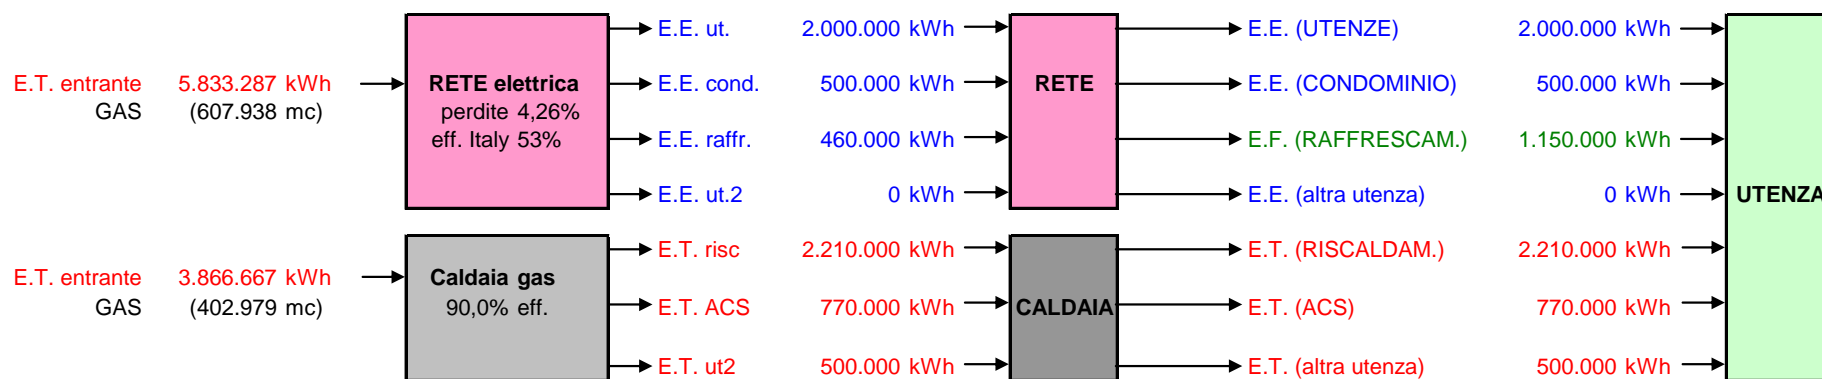 E.E. ut. 2.000.000 kWh E.E. (UTENZE) 2.000.000 kWh
E.T. entrante 5.833.287 kWh RETE elettrica E.E. cond. 500.000 kWh RETE E.E. (CONDOMINIO) 500.000 kWh
GAS (607.938 mc) perdite 4,26%
eff. Italy 53% E.E. raffr. 460.000 kWh E.F. (RAFFRESCAM.) 1.150.000 kWh
E.E. ut.2 0 kWh E.E. (altra utenza) 0 kWh UTENZA
E.T. risc 2.210.000 kWh E.T. (RISCALDAM.) 2.210.000 kWh
E.T. entrante 3.866.667 kWh Caldaia gas
GAS (402.979 mc) 90,0% eff. E.T. ACS 770.000 kWh CALDAIA E.T. (ACS) 770.000 kWh
E.T. ut2 500.000 kWh E.T. (altra utenza) 500.000 kWh